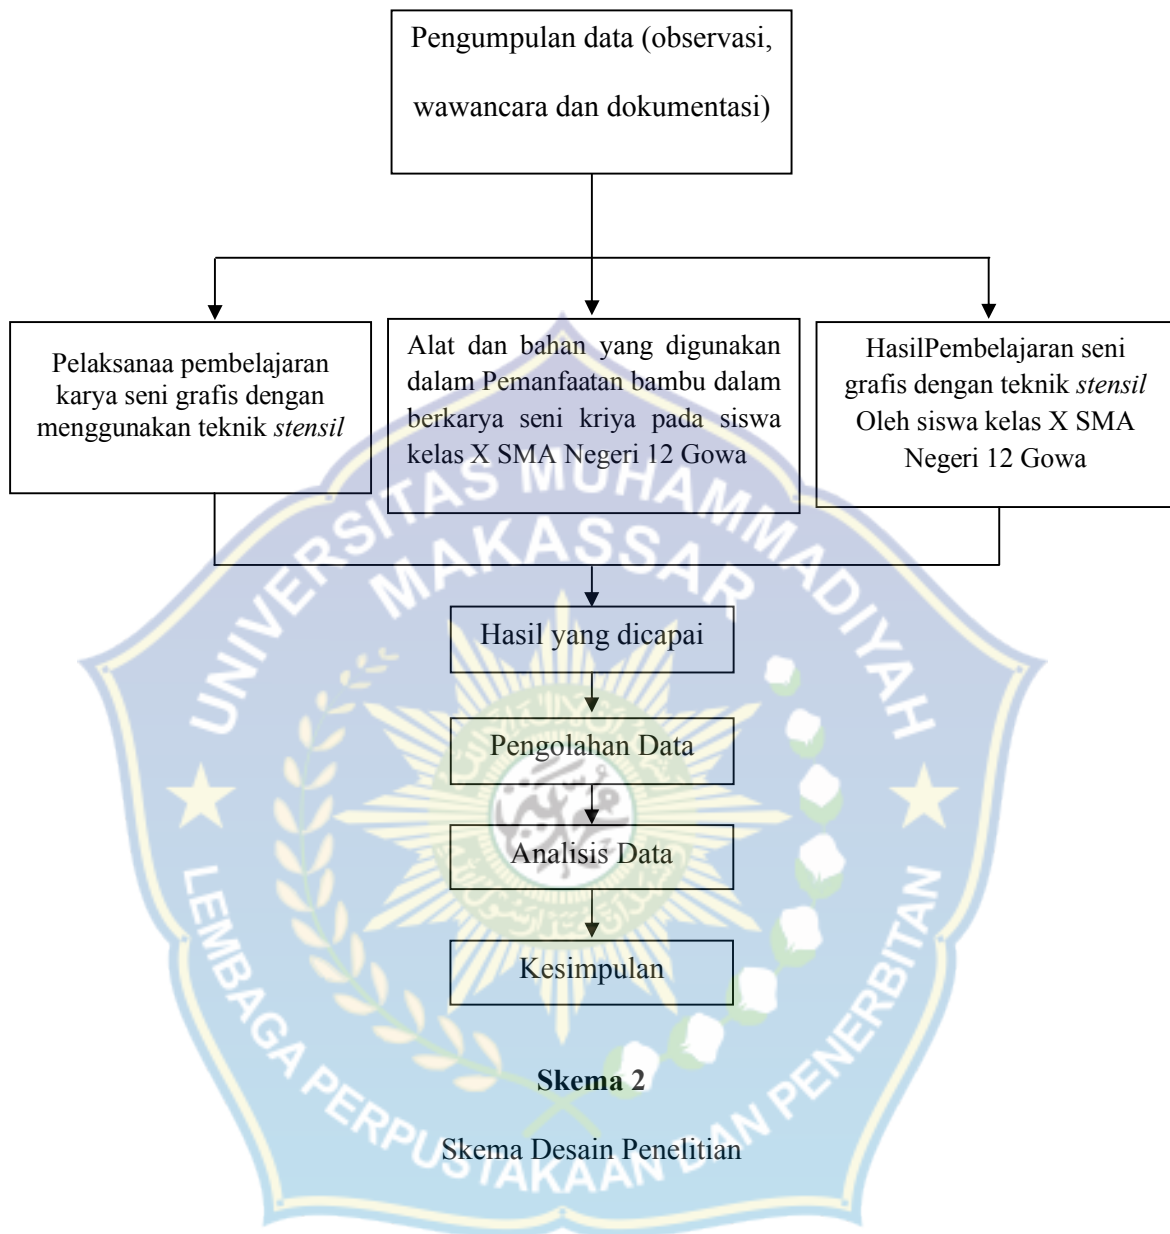 Pengumpulan data (observasi,
wawancara dan dokumentasi)
Pelaksanaa pembelajaran
karya seni grafis dengan
menggunakan teknik stensil
Alat dan bahan yang digunakan
dalam Pemanfaatan bambu dalam
berkarya seni kriya pada siswa
kelas X SMA Negeri 12 Gowa
HasilPembelajaran seni
grafis dengan teknik stensil
Oleh siswa kelas X SMA
Negeri 12 Gowa
UNIVERSITAS MUHAMMADIYAH
MAKASSAR
Hasil yang dicapai
Pengolahan Data
Analisis Data
Kesimpulan
Skema 2
Skema Desain Penelitian
LEMBAGA PERPUSTAKAAN DAN PENERBITAN